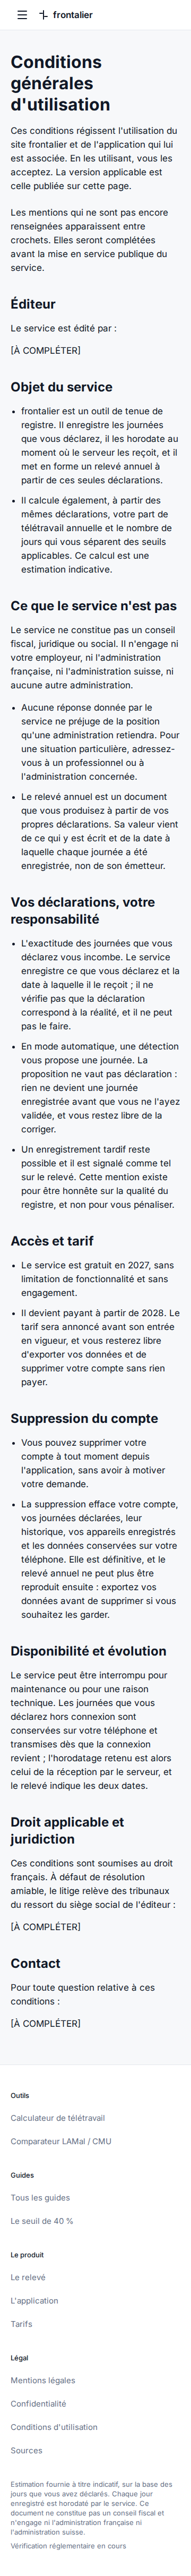 frontalier
Conditions
générales
d'utilisation
Ces conditions régissent l'utilisation du
site frontalier et de l'application qui lui
est associée. En les utilisant, vous les
acceptez. La version applicable est
celle publiée sur cette page.
Les mentions qui ne sont pas encore
renseignées apparaissent entre
crochets. Elles seront complétées
avant la mise en service publique du
service.
Éditeur
Le service est édité par :
[À COMPLÉTER]
Objet du service
• frontalier est un outil de tenue de
registre. Il enregistre les journées
que vous déclarez, il les horodate au
moment où le serveur les reçoit, et il
met en forme un relevé annuel à
partir de ces seules déclarations.
• Il calcule également, à partir des
mêmes déclarations, votre part de
télétravail annuelle et le nombre de
jours qui vous séparent des seuils
applicables. Ce calcul est une
estimation indicative.
Ce que le service n'est pas
Le service ne constitue pas un conseil
fiscal, juridique ou social. Il n'engage ni
votre employeur, ni l'administration
française, ni l'administration suisse, ni
aucune autre administration.
• Aucune réponse donnée par le
service ne préjuge de la position
qu'une administration retiendra. Pour
une situation particulière, adressez-
vous à un professionnel ou à
l'administration concernée.
• Le relevé annuel est un document
que vous produisez à partir de vos
propres déclarations. Sa valeur vient
de ce qui y est écrit et de la date à
laquelle chaque journée a été
enregistrée, non de son émetteur.
Vos déclarations, votre
responsabilité
• L'exactitude des journées que vous
déclarez vous incombe. Le service
enregistre ce que vous déclarez et la
date à laquelle il le reçoit ; il ne
vérifie pas que la déclaration
correspond à la réalité, et il ne peut
pas le faire.
• En mode automatique, une détection
vous propose une journée. La
proposition ne vaut pas déclaration :
rien ne devient une journée
enregistrée avant que vous ne l'ayez
validée, et vous restez libre de la
corriger.
• Un enregistrement tardif reste
possible et il est signalé comme tel
sur le relevé. Cette mention existe
pour être honnête sur la qualité du
registre, et non pour vous pénaliser.
Accès et tarif
• Le service est gratuit en 2027, sans
limitation de fonctionnalité et sans
engagement.
• Il devient payant à partir de 2028. Le
tarif sera annoncé avant son entrée
en vigueur, et vous resterez libre
d'exporter vos données et de
supprimer votre compte sans rien
payer.
Suppression du compte
• Vous pouvez supprimer votre
compte à tout moment depuis
l'application, sans avoir à motiver
votre demande.
• La suppression efface votre compte,
vos journées déclarées, leur
historique, vos appareils enregistrés
et les données conservées sur votre
téléphone. Elle est définitive, et le
relevé annuel ne peut plus être
reproduit ensuite : exportez vos
données avant de supprimer si vous
souhaitez les garder.
Disponibilité et évolution
Le service peut être interrompu pour
maintenance ou pour une raison
technique. Les journées que vous
déclarez hors connexion sont
conservées sur votre téléphone et
transmises dès que la connexion
revient ; l'horodatage retenu est alors
celui de la réception par le serveur, et
le relevé indique les deux dates.
Droit applicable et
juridiction
Ces conditions sont soumises au droit
français. À défaut de résolution
amiable, le litige relève des tribunaux
du ressort du siège social de l'éditeur :
[À COMPLÉTER]
Contact
Pour toute question relative à ces
conditions :
[À COMPLÉTER]
Outils
Calculateur de télétravail
Comparateur LAMal / CMU
Guides
Tous les guides
Le seuil de 40 %
Le produit
Le relevé
L'application
Tarifs
Légal
Mentions légales
Confidentialité
Conditions d'utilisation
Sources
Estimation fournie à titre indicatif, sur la base des
jours que vous avez déclarés. Chaque jour
enregistré est horodaté par le service. Ce
document ne constitue pas un conseil fiscal et
n'engage ni l'administration française ni
l'administration suisse.
Vérification réglementaire en cours